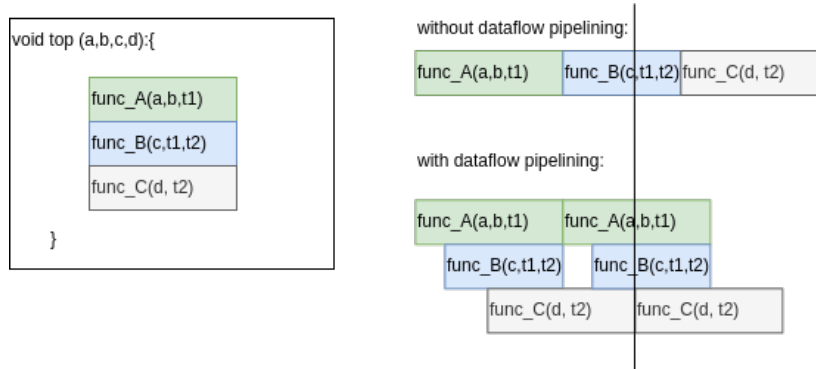 void top (a,b,c,d):{
func_A(a,b,t1)
func_B(c,t1,t2)
func_C(d, t2)
}
without dataflow pipelining:
func_A(a,b,t1) func_B(c,t1,t2) func_C(d, t2)
with dataflow pipelining:
func_A(a,b,t1) func_A(a,b,t1)
func_B(c,t1,t2) func_B(c,t1,t2)
func_C(d, t2) func_C(d, t2)